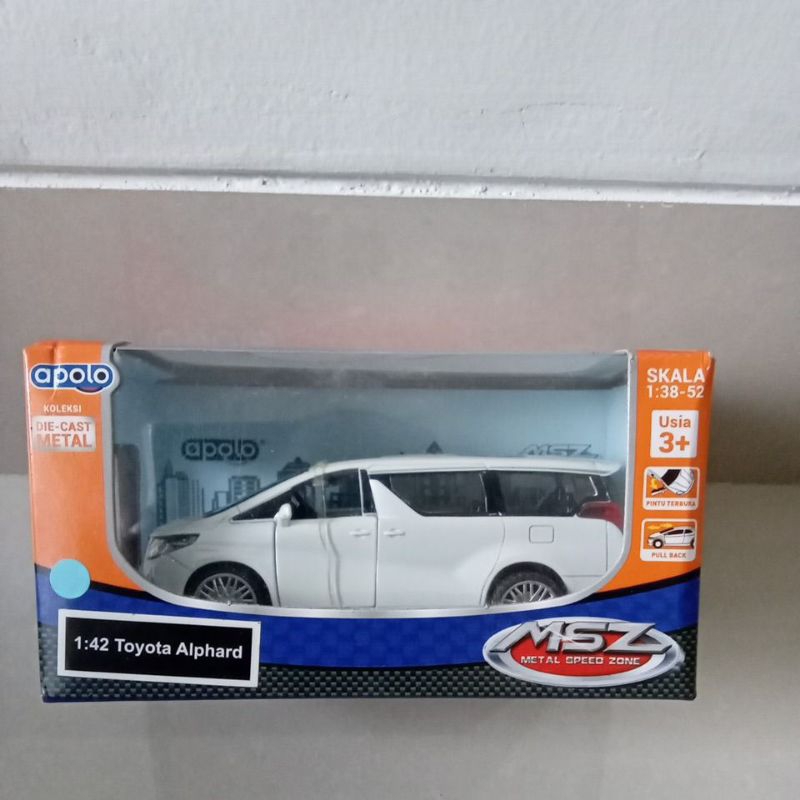 apolo
KOLEKSI
DIE-CAST
METAL
apolo
MSZ
SKALA
1:38-52
Usia
3+
PINTU TERBUKA
PULL BACK
1:42 Toyota Alphard
MSZ
METAL SPEED ZONE